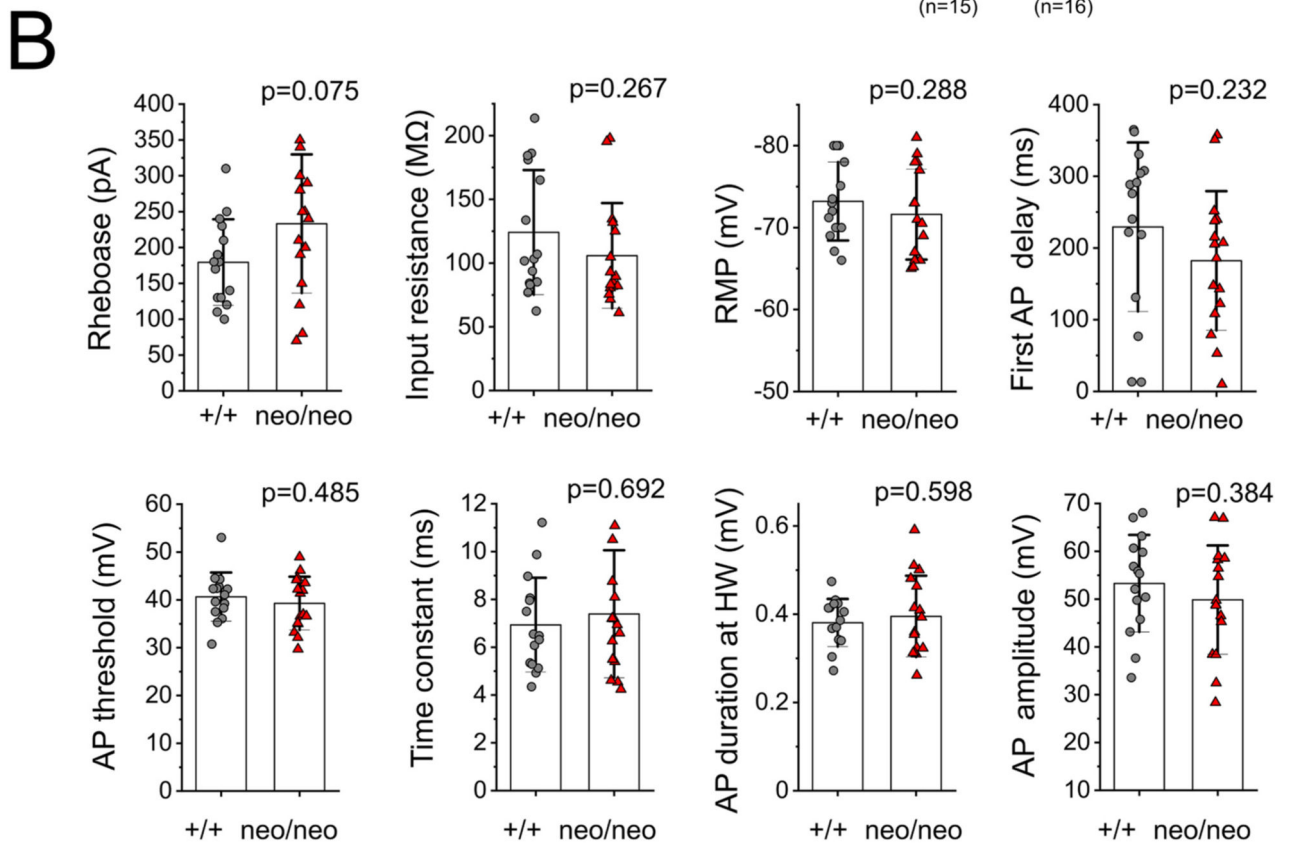 B
(n=15) (n=16)
p=0.075
Rheboase (pA)
400
350
300
250
200
150
100
50
0
+/+ neo/neo
p=0.267
Input resistance (MΩ)
200
150
100
50
0
+/+ neo/neo
p=0.288
RMP (mV)
-80
-70
-60
-50
+/+ neo/neo
p=0.232
First AP delay (ms)
400
300
200
100
0
+/+ neo/neo
p=0.485
AP threshold (mV)
60
50
40
30
20
10
0
+/+ neo/neo
p=0.692
Time constant (ms)
12
10
8
6
4
2
0
+/+ neo/neo
p=0.598
AP duration at HW (mV)
0.6
0.4
0.2
0
+/+ neo/neo
p=0.384
AP amplitude (mV)
70
60
50
40
30
20
10
+/+ neo/neo